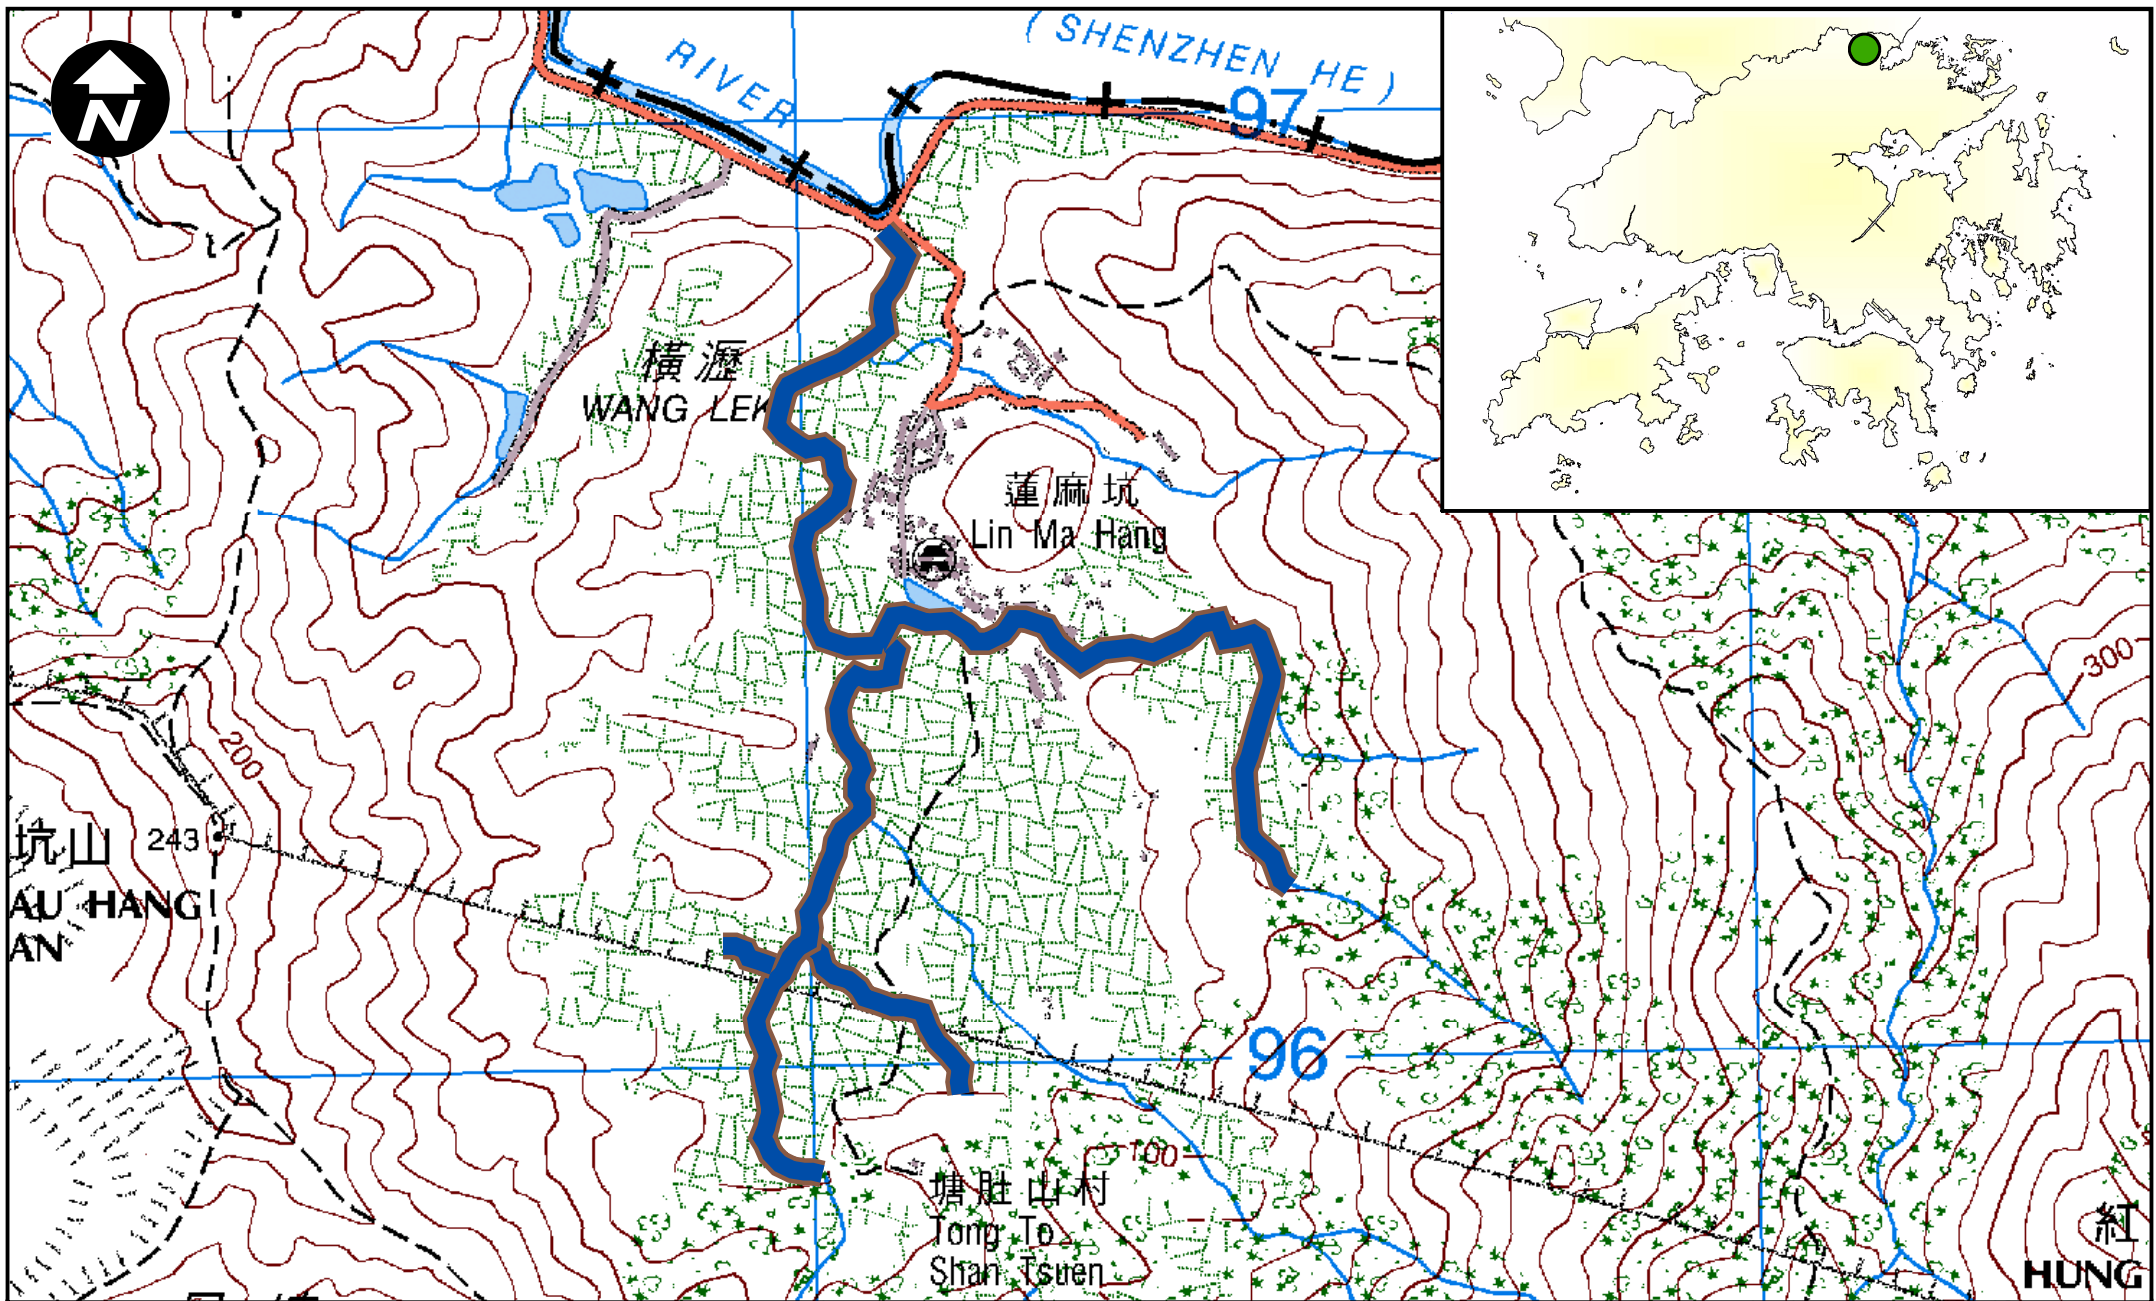 N
RIVER
( SHENZHEN HE )
97
橫瀝
WANG LEK
蓮麻坑
Lin Ma Hang
300
200
坑山 243
AU HANG
AN
96
100
塘肚山村
Tong To
Shan Tsuen
紅
HUNG